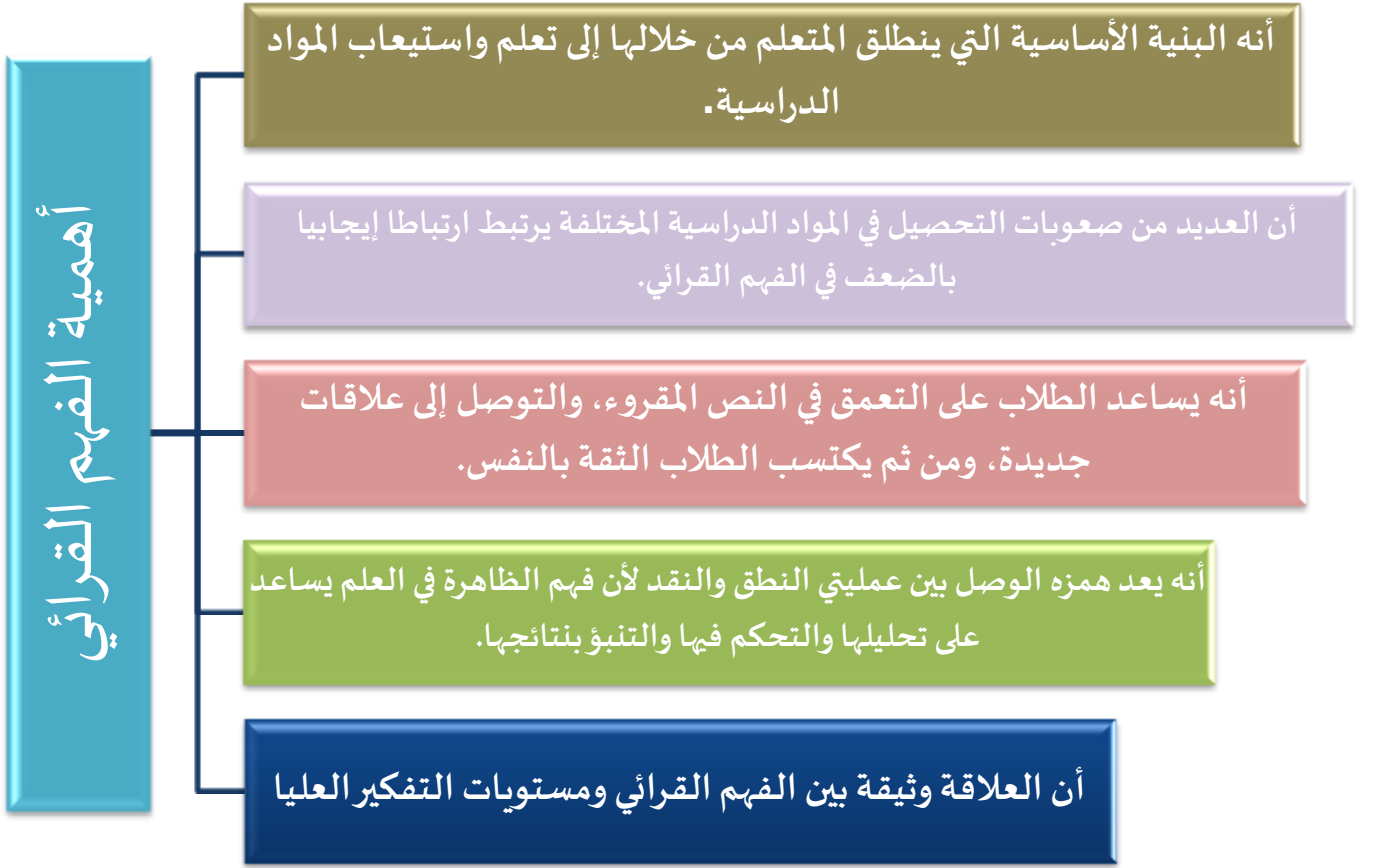 أهمية الفهم القرائي
أنه البنية الأساسية التي ينطلق المتعلم من خلالها إلى تعلم واستيعاب المواد
الدراسية.
أن العديد من صعوبات التحصيل في المواد الدراسية المختلفة يرتبط ارتباطا إيجابيا
بالضعف في الفهم القرائي.
أنه يساعد الطلاب على التعمق في النص المقروء، والتوصل إلى علاقات
جديدة، ومن ثم يكتسب الطلاب الثقة بالنفس.
أنه يعد همزه الوصل بين عمليتي النطق والنقد لأن فهم الظاهرة في العلم يساعد
على تحليلها والتحكم فيها والتنبؤ بنتائجها.
أن العلاقة وثيقة بين الفهم القرائي ومستويات التفكير العليا